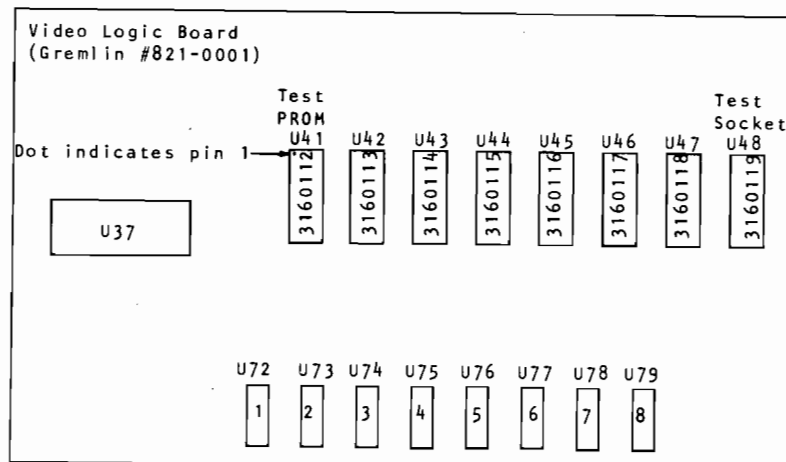 Video Logic Board
(Gremlin #821-0001)
Test
PROM
Test
Socket
U41 U42 U43 U44 U45 U46 U47 U48
Dot indicates pin 1
3160112 3160113 3160114 3160115 3160116 3160117 3160118 3160119
U37
U72 U73 U74 U75 U76 U77 U78 U79
1 2 3 4 5 6 7 8